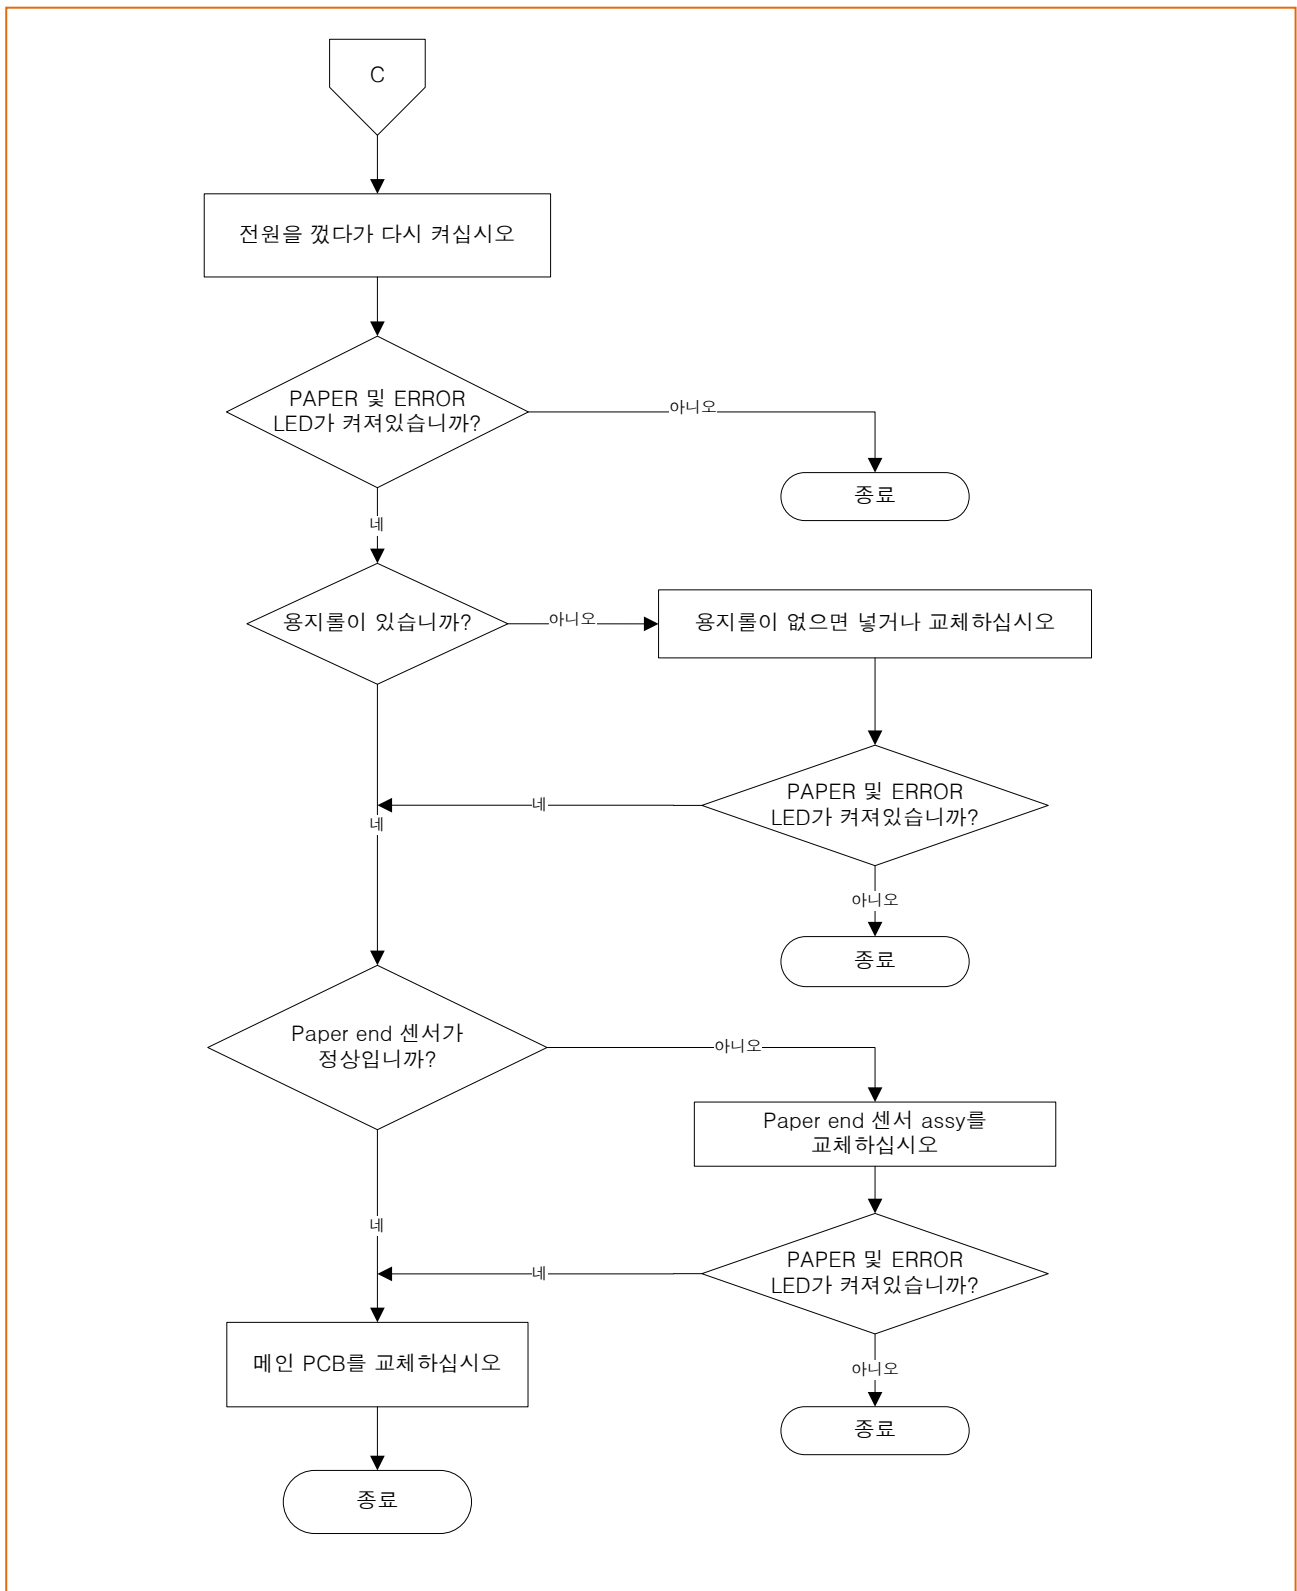 C
전원을 껐다가 다시 켜십시오
PAPER 및 ERROR
LED가 켜져있습니까?
아니오
종료
네
용지롤이 있습니까?
아니오
용지롤이 없으면 넣거나 교체하십시오
PAPER 및 ERROR
LED가 켜져있습니까?
네
네
아니오
종료
Paper end 센서가
정상입니까?
아니오
Paper end 센서 assy를
교체하십시오
네
PAPER 및 ERROR
LED가 켜져있습니까?
네
메인 PCB를 교체하십시오
아니오
종료
종료